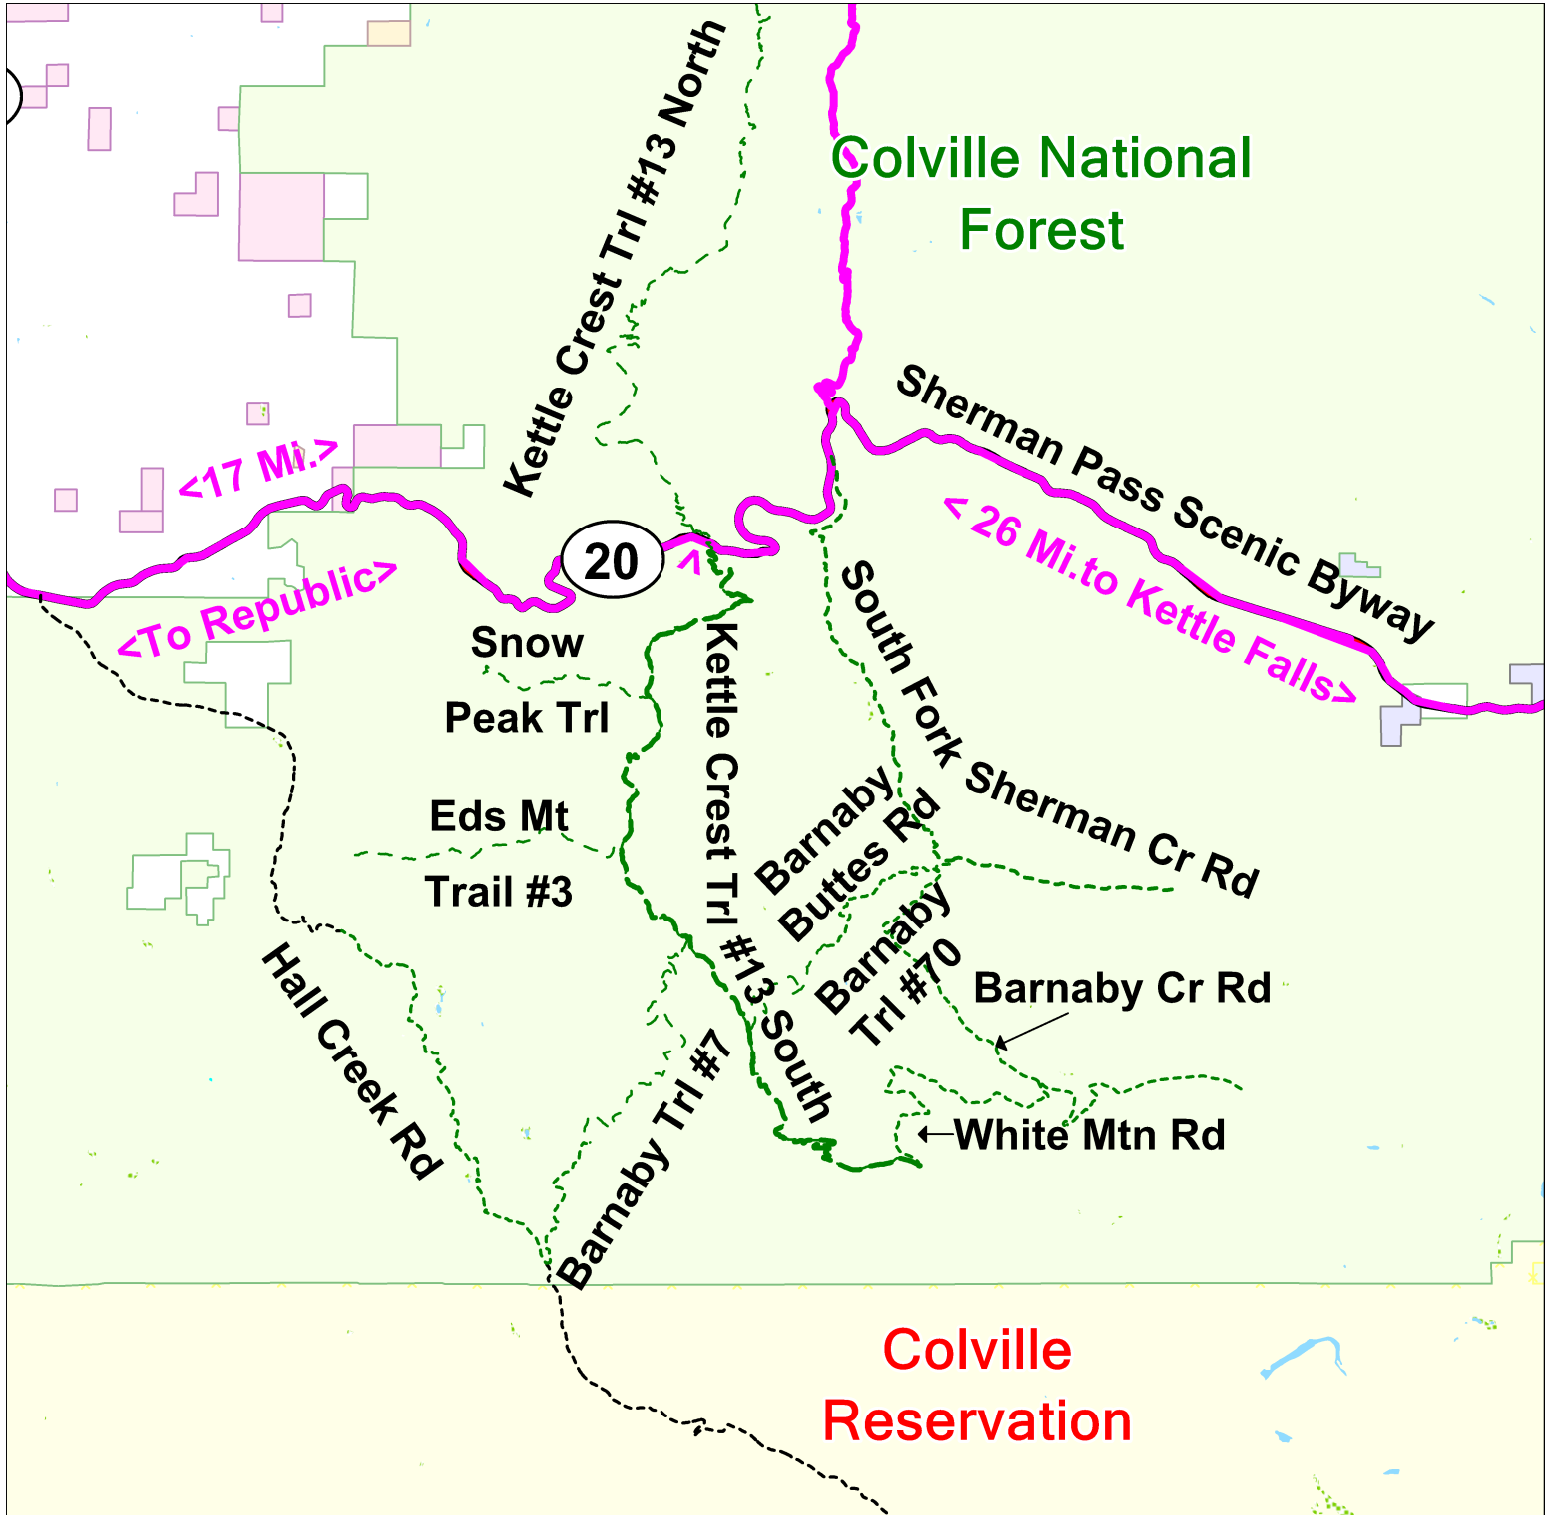 Kettle Crest Trl #13 North
Colville National
Forest
Sherman Pass Scenic Byway
<17 Mi.>
< 26 Mi.to Kettle Falls>
20
^
<To Republic>
Snow
Peak Trl
Kettle Crest Trl #13 South
South Fork Sherman Cr Rd
Eds Mt
Trail #3
Barnaby
Buttes Rd
Barnaby
Trl #70
Barnaby Cr Rd
Hall Creek Rd
Barnaby Trl #7
White Mtn Rd
Colville
Reservation